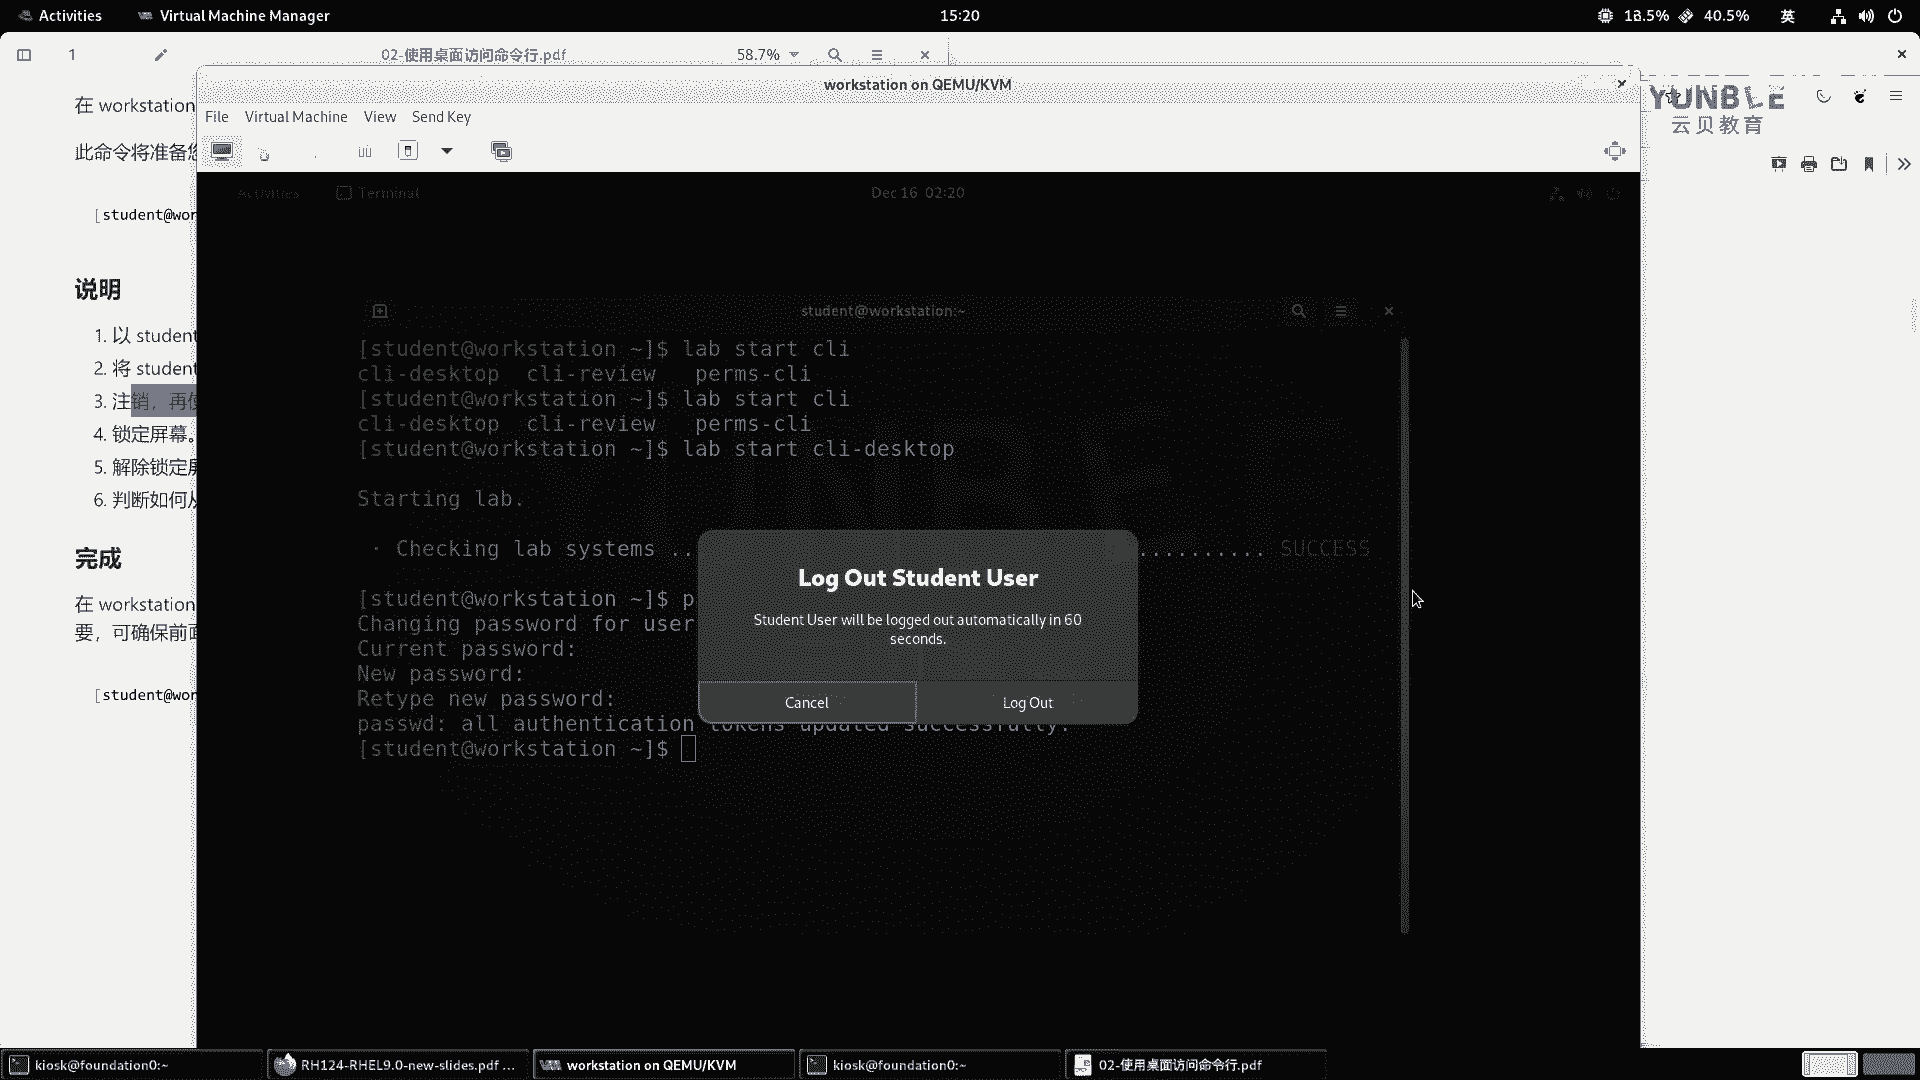 Activities
Virtual Machine Manager
15:20
40.5%
英
1
02-使用桌面访问命令行.pdf
58.7%
workstation on QEMU/KVM
在 workstation
File Virtual Machine View Send Key
云贝教育
此命令将准备
Activities Terminal
Dec 16 02:20
[student@wor
说明
student@workstation:~
1. 以 student
2. 将 student
3. 注销，再
4. 锁定屏幕。
5. 解除锁定
6. 判断如何
[student@workstation ~]$ lab start cli
cli-desktop cli-review perms-cli
[student@workstation ~]$ lab start cli
cli-desktop cli-review perms-cli
[student@workstation ~]$ lab start cli-desktop
Starting lab.
· Checking lab systems .. .......... SUCCESS
[student@workstation ~]$ p
Changing password for user
Current password:
New password:
Retype new password:
passwd: all authentication tokens updated successfully.
[student@workstation ~]$
Log Out Student User
Student User will be logged out automatically in 60
seconds.
Cancel
Log Out
完成
在 workstation
要，可确保前
[student@wor
kiosk@foundation0:~
RH124-RHEL9.0-new-slides.pdf ...
workstation on QEMU/KVM
kiosk@foundation0:~
02-使用桌面访问命令行.pdf